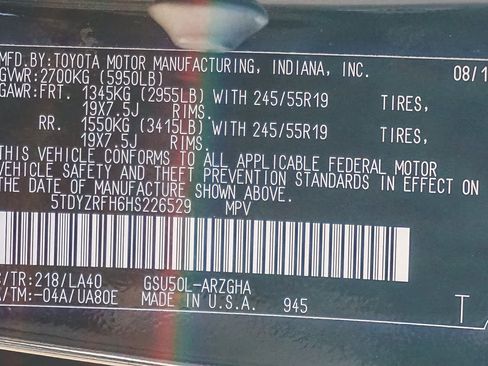 MFD.BY:TOYOTA MOTOR MANUFACTURING, INDIANA, INC. 08/1
GVWR:2700KG (5950LB)
GAWR:FRT. 1345KG (2955LB) WITH 245/55R19 TIRES,
19X7.5J RIMS.
RR. 1550KG (3415LB) WITH 245/55R19 TIRES,
19X7.5J RIMS.
THIS VEHICLE CONFORMS TO ALL APPLICABLE FEDERAL MOTOR
VEHICLE SAFETY AND THEFT PREVENTION STANDARDS IN EFFECT ON
THE DATE OF MANUFACTURE SHOWN ABOVE.
5TDYZRFH6HS226529 MPV
C/TR:218/LA40 GSU50L-ARZGHA
/TM:-04A/UA80E MADE IN U.S.A. 945 T